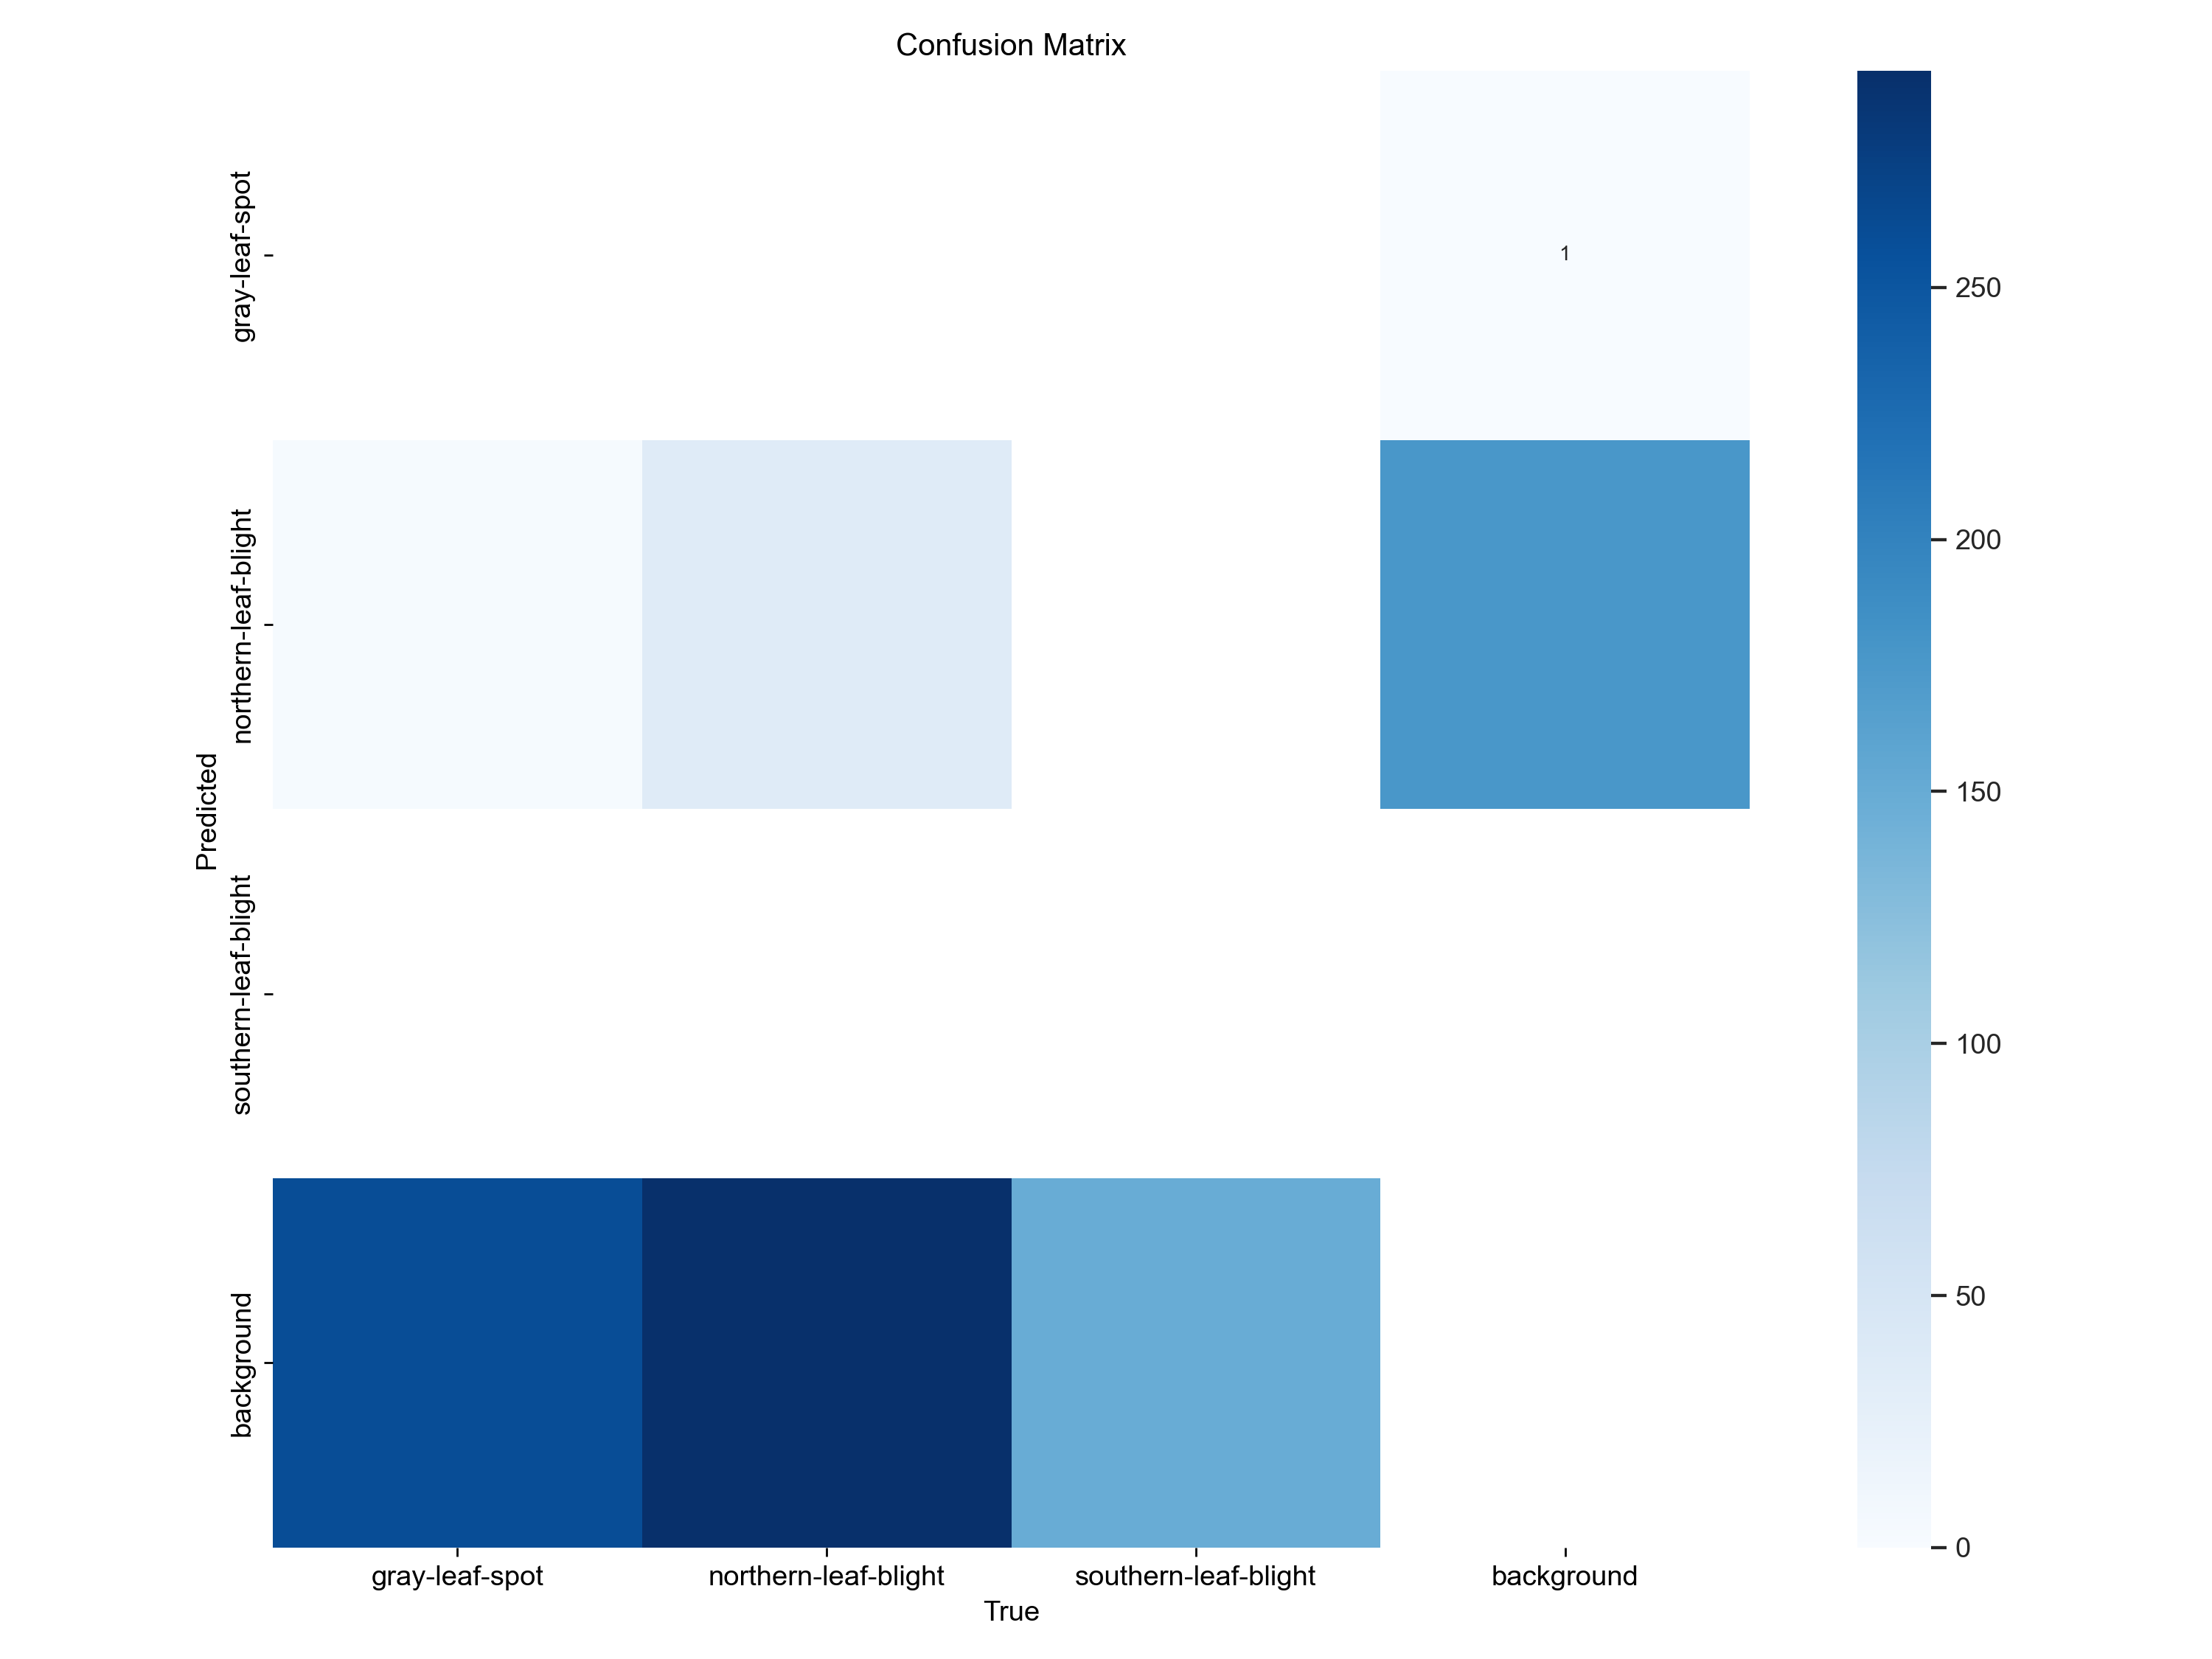 Confusion Matrix
gray-leaf-spot
northern-leaf-blight
southern-leaf-blight
background
Predicted
1
250
200
150
100
50
0
gray-leaf-spot
northern-leaf-blight
southern-leaf-blight
background
True